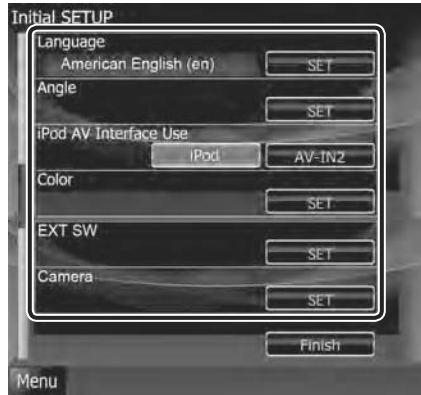 Initial SETUP
Language
American English (en) SET
Angle
SET
iPod AV Interface Use
iPod AV-IN2
Color
SET
EXT SW
SET
Camera
SET
Finish
Menu